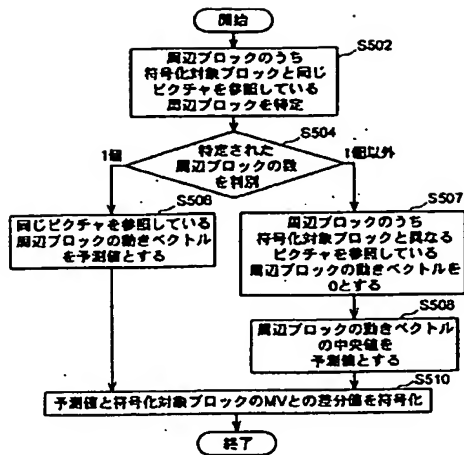 開始
S502
周辺ブロックのうち
符号化対象ブロックと同じ
ピクチャを参照している
周辺ブロックを特定
S504
1個
特定された
周辺ブロックの数
を判別
1個以外
S506
同じピクチャを参照している
周辺ブロックの動きベクトル
を予測値とする
S507
周辺ブロックのうち
符号化対象ブロックと異なる
ピクチャを参照している
周辺ブロックの動きベクトルを
0とする
S508
周辺ブロックの動きベクトル
の中央値を
予測値とする
S510
予測値と符号化対象ブロックのMVとの差分値を符号化
終了